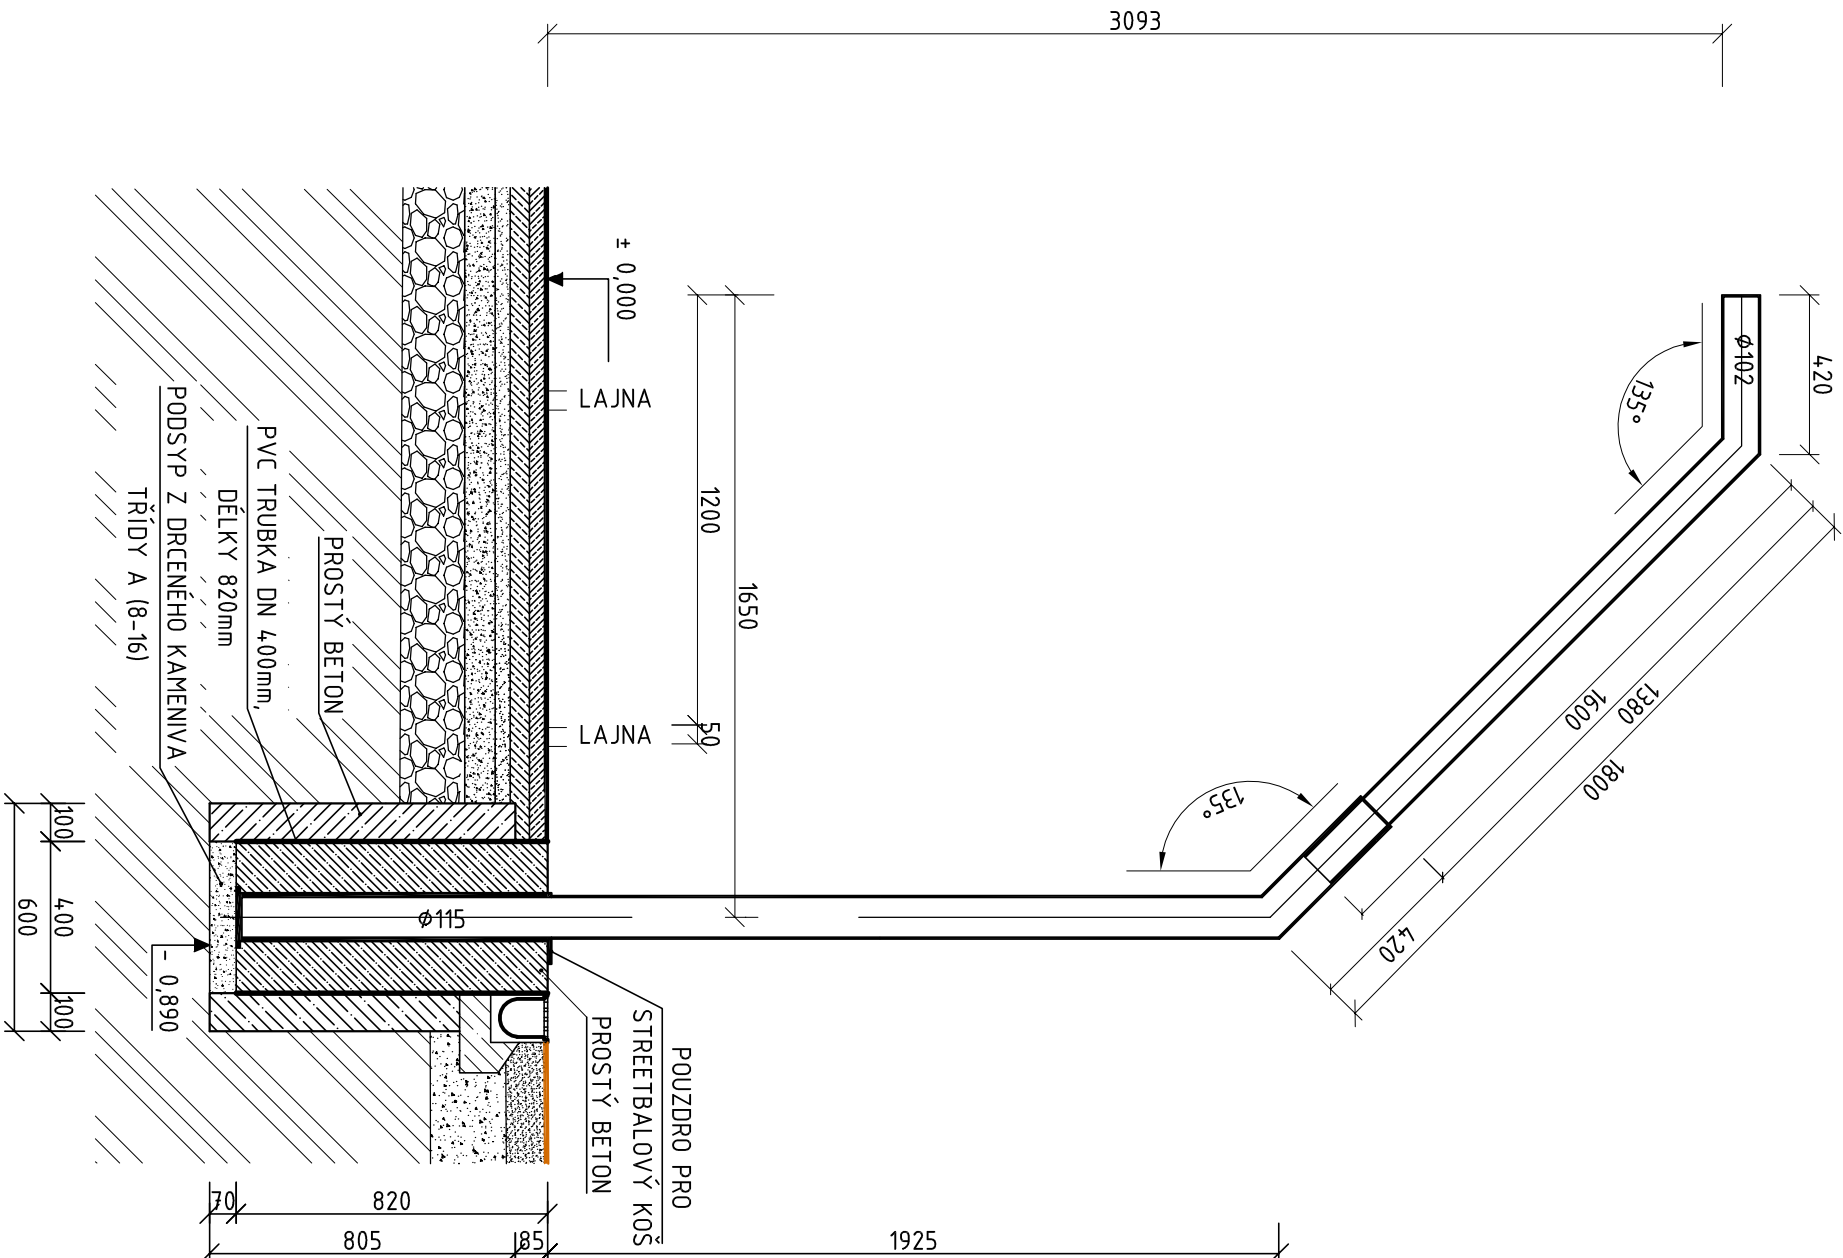 3093
± 0,000
420
Ø102
135°
LAJNA
1200
1650
50
LAJNA
1600
1380
1800
135°
420
PROSTÝ BETON
PVC TRUBKA DN 400mm,
DÉLKY 820mm
PODSYP Z DRCENÉHO KAMENIVA
TŘÍDY A (8-16)
Ø115
100
400
100
600
- 0,890
POUZDRO PRO
STREETBALOVÝ KOŠ
PROSTÝ BETON
70
820
805
85
1925